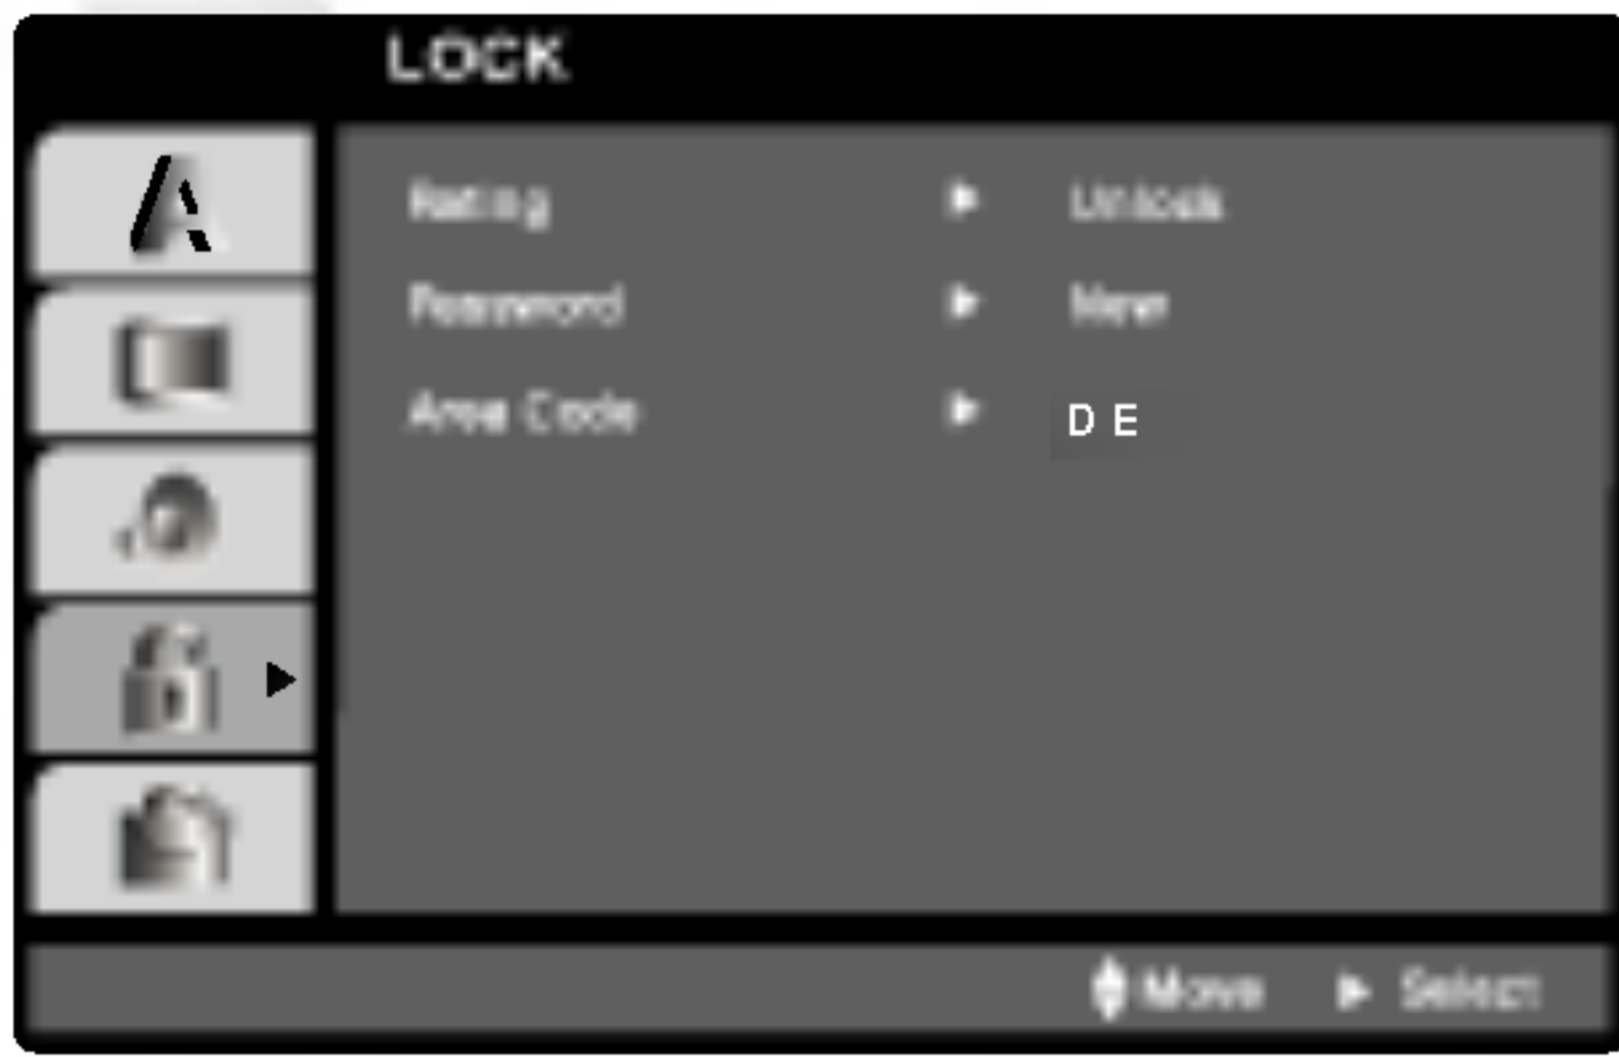 LOCK
Rating ► Unlock
Password ► New
Area Code ► D E
Move ► Select